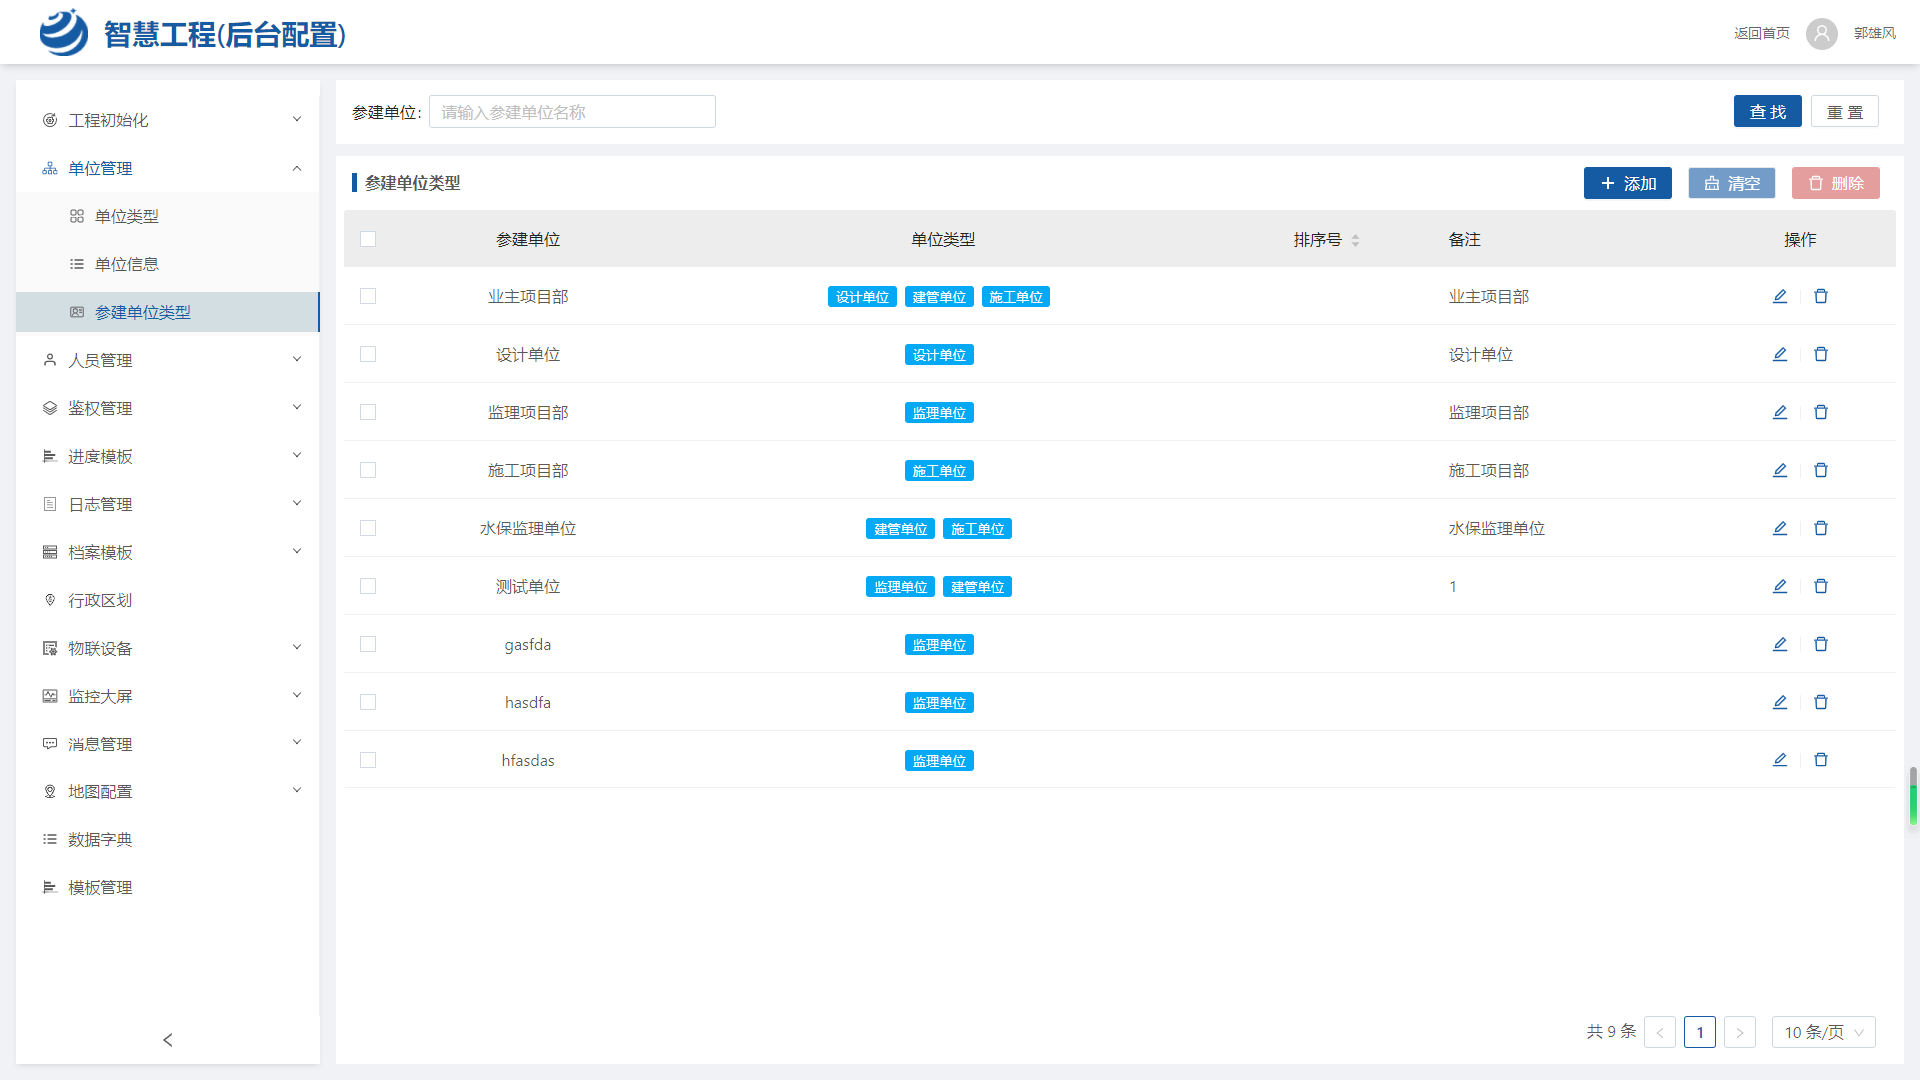 智慧工程(后台配置)
返回首页
郭雄风
工程初始化
单位管理
单位类型
单位信息
参建单位类型
人员管理
鉴权管理
进度模板
日志管理
档案模板
行政区划
物联设备
监控大屏
消息管理
地图配置
数据字典
模板管理
参建单位: 请输入参建单位名称 查找 重置
参建单位类型 添加 清空 删除
参建单位 单位类型 排序号 备注 操作
业主项目部 设计单位 建管单位 施工单位 业主项目部
设计单位 设计单位 设计单位
监理项目部 监理单位 监理项目部
施工项目部 施工单位 施工项目部
水保监理单位 建管单位 施工单位 水保监理单位
测试单位 监理单位 建管单位 1
gasfda 监理单位
hasdfa 监理单位
hfasdas 监理单位
共 9 条 < 1 > 10 条/页